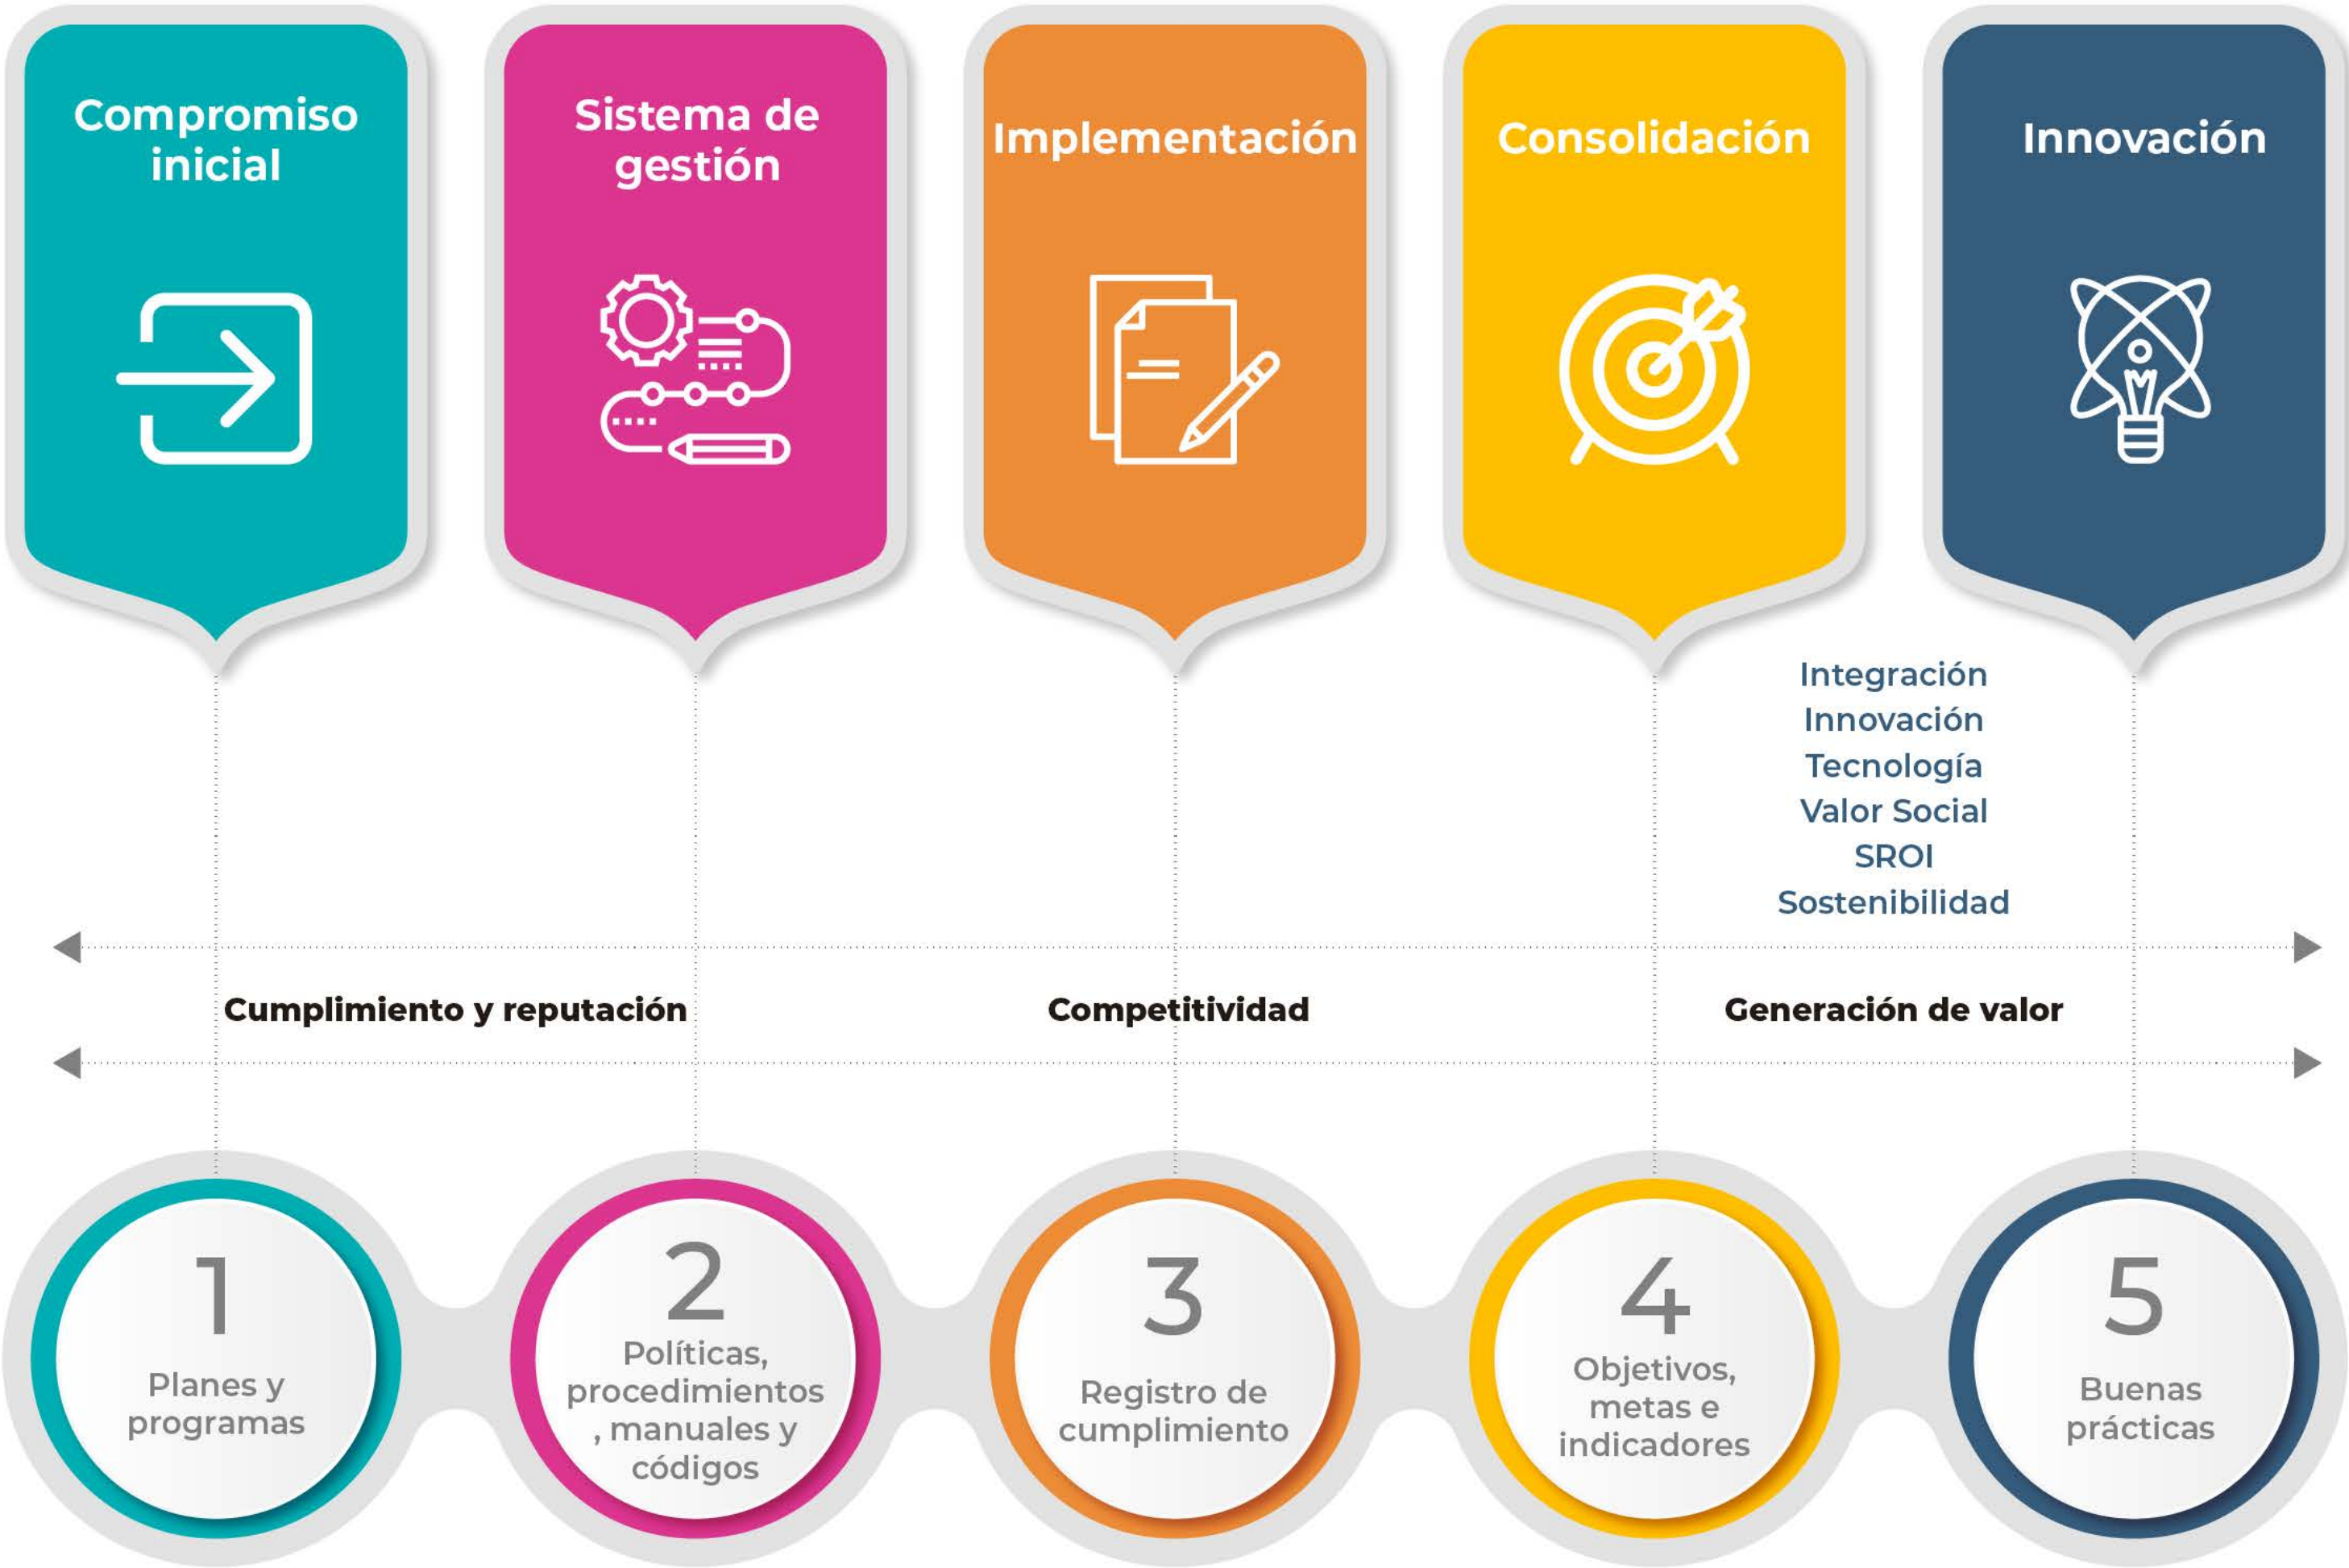 Compromiso
inicial
Sistema de
gestión
Implementación
Consolidación
Innovación
Integración
Innovación
Tecnología
Valor Social
SROI
Sostenibilidad
Cumplimiento y reputación
Competitividad
Generación de valor
1
Planes y
programas
2
Políticas,
procedimientos
, manuales y
códigos
3
Registro de
cumplimiento
4
Objetivos,
metas e
indicadores
5
Buenas
prácticas